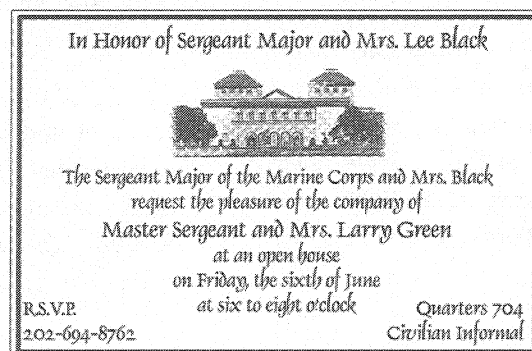 In Honor of Sergeant Major and Mrs. Lee Black
The Sergeant Major of the Marine Corps and Mrs. Black
request the pleasure of the company of
Master Sergeant and Mrs. Larry Green
at an open house
on Friday, the sixth of June
at six to eight o'clock
R.S.V.P.
202-694-8762
Quarters 704
Civilian Informal